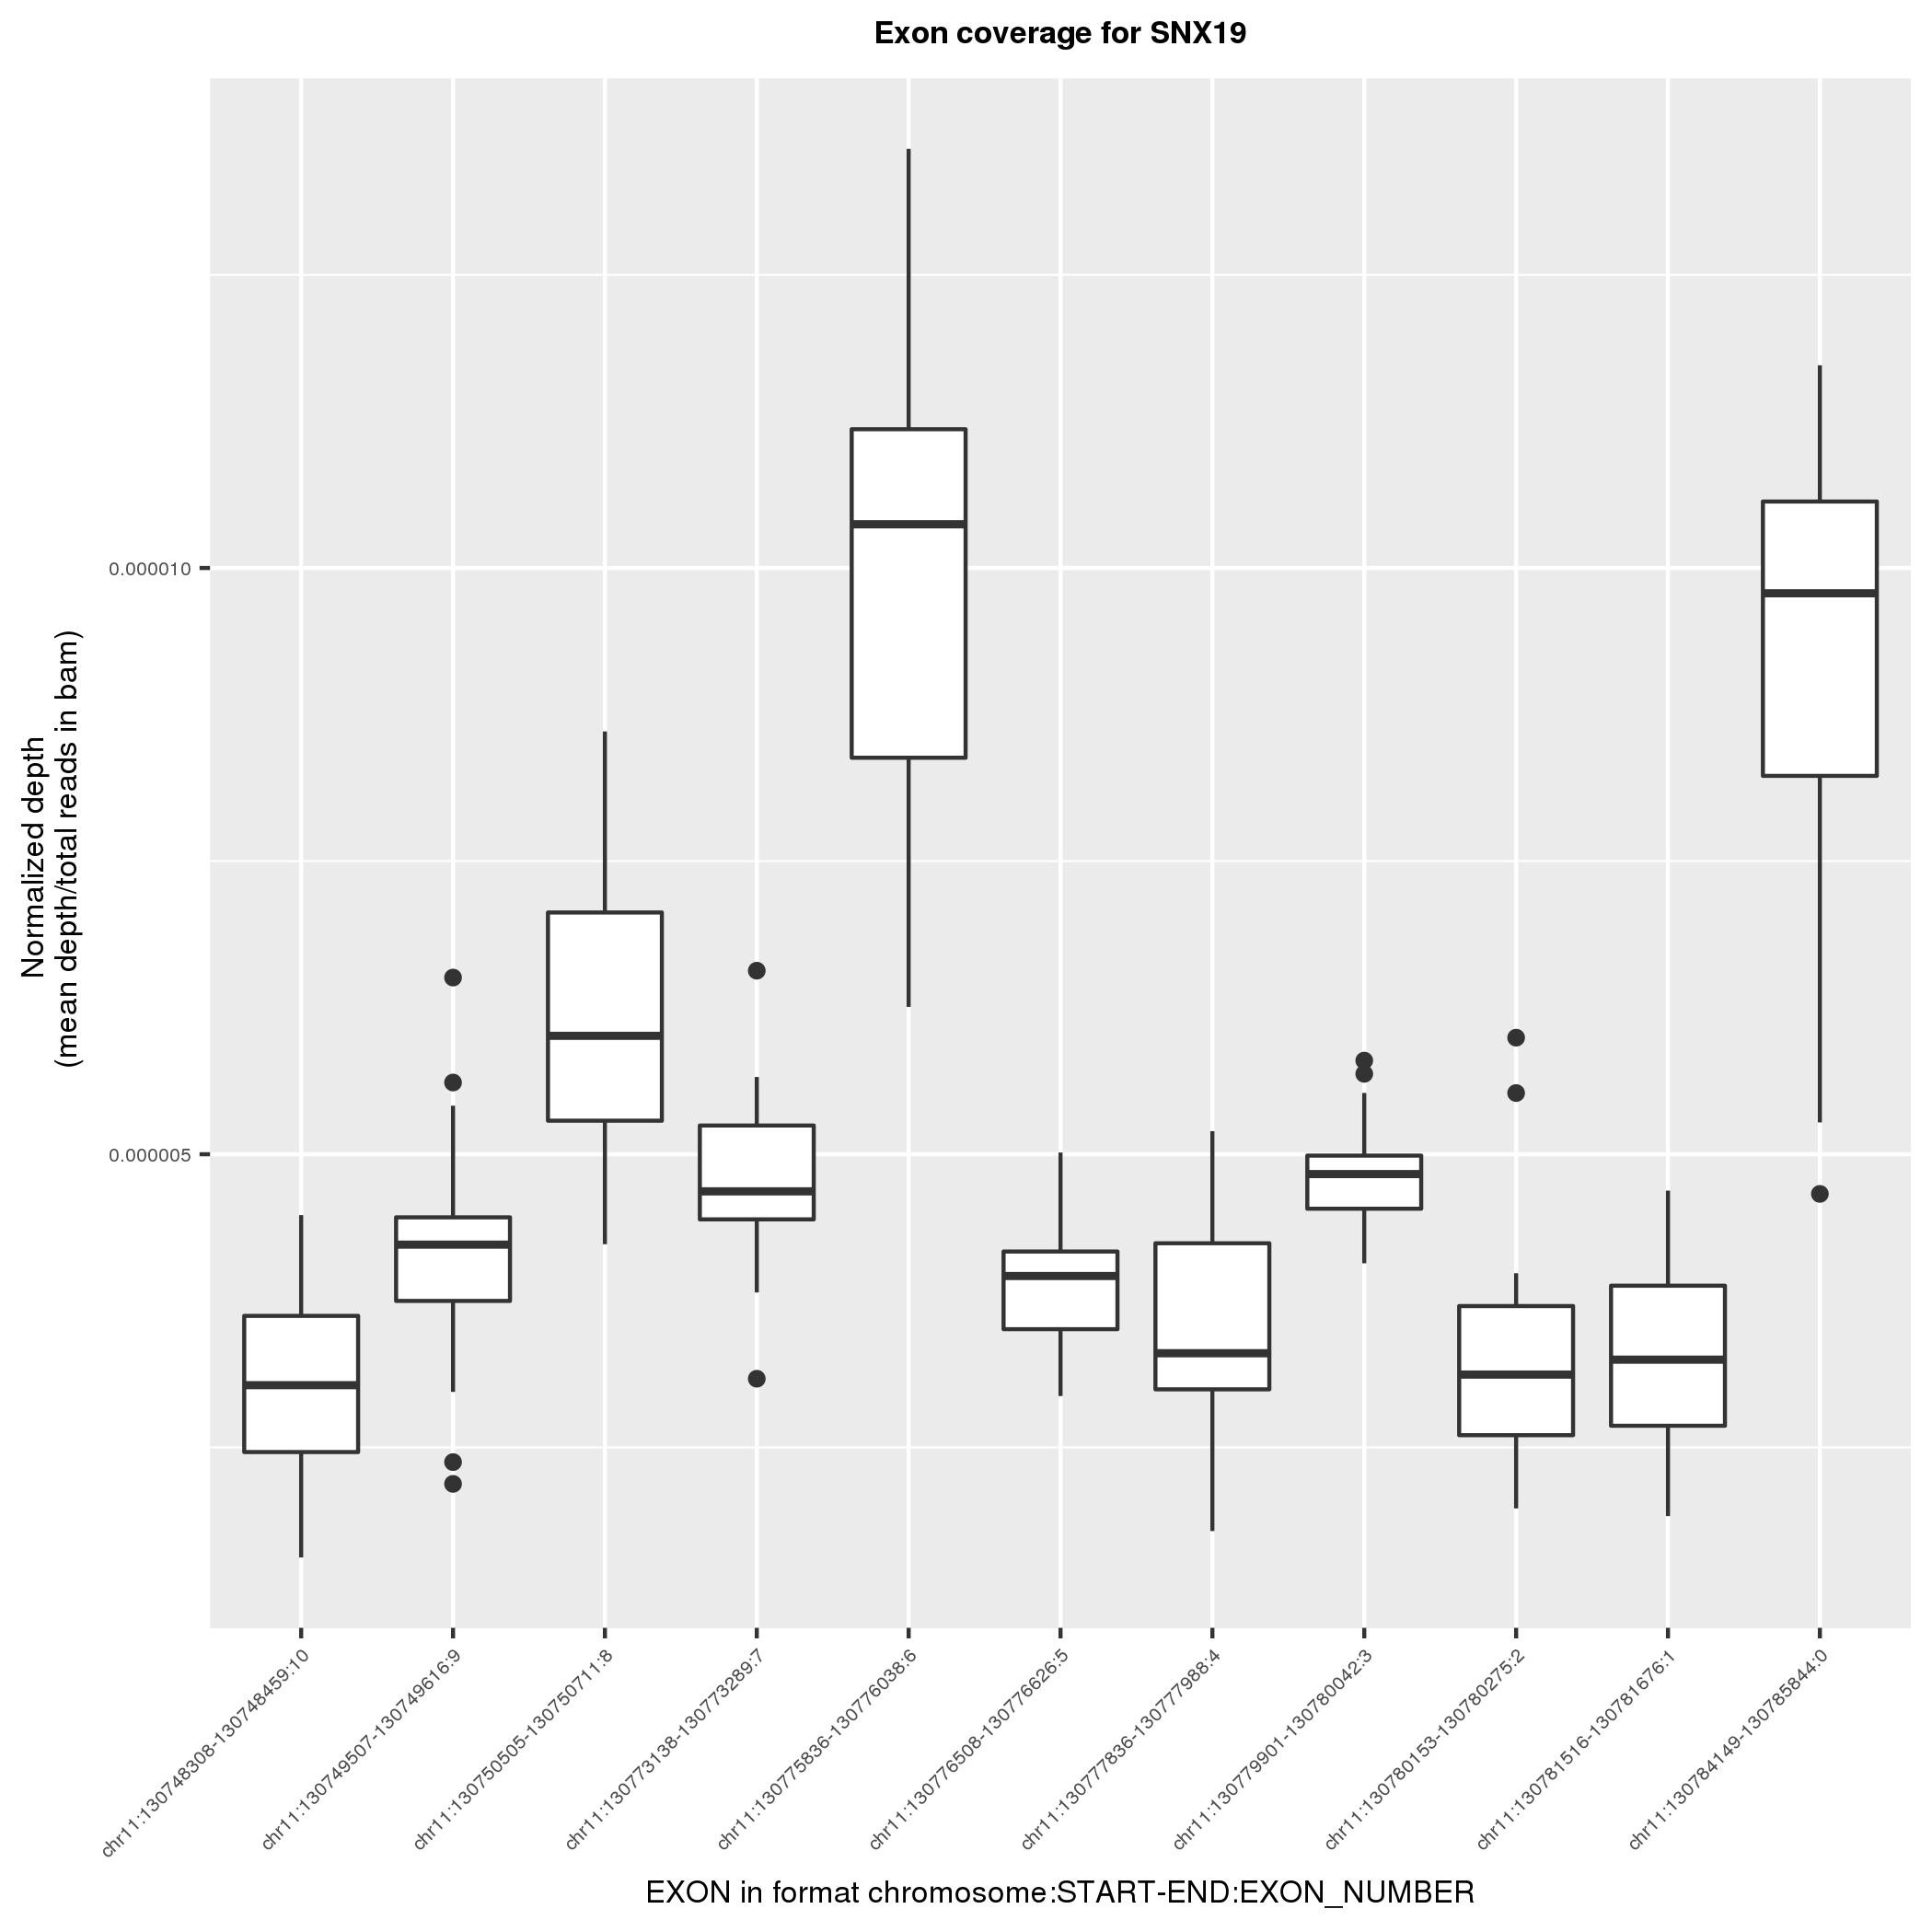 Exon coverage for SNX19
Normalized depth
(mean depth/total reads in bam)
0.000010
0.000005
chr11:130748308-130748459:10
chr11:130749507-130749616:9
chr11:130750505-130750711:8
chr11:130773138-130773289:7
chr11:130775836-130776038:6
chr11:130776508-130776626:5
chr11:130777836-130777988:4
chr11:130779901-130780042:3
chr11:130780153-130780275:2
chr11:130781516-130781676:1
chr11:130784149-130785844:0
EXON in format chromosome:START-END:EXON_NUMBER